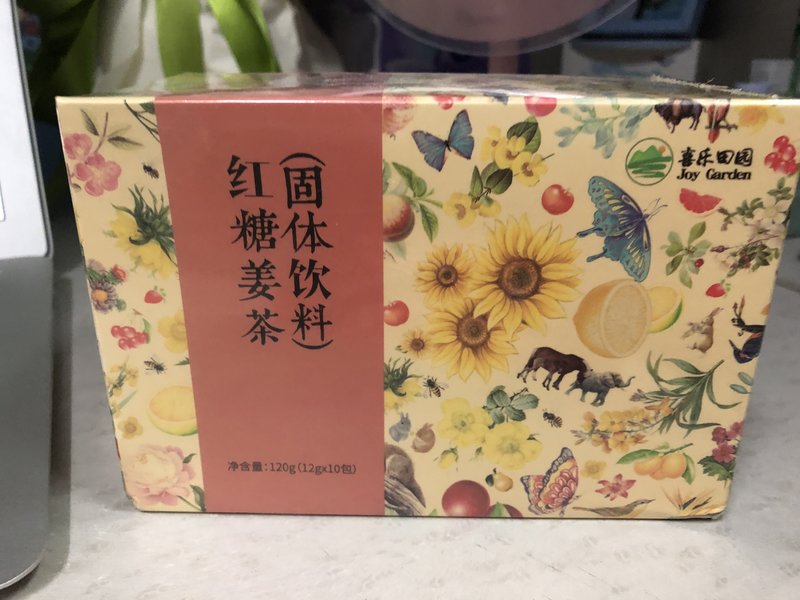 红糖姜茶
(固体饮料)
净含量:120g(12gx10包)
喜乐田园
Joy Garden